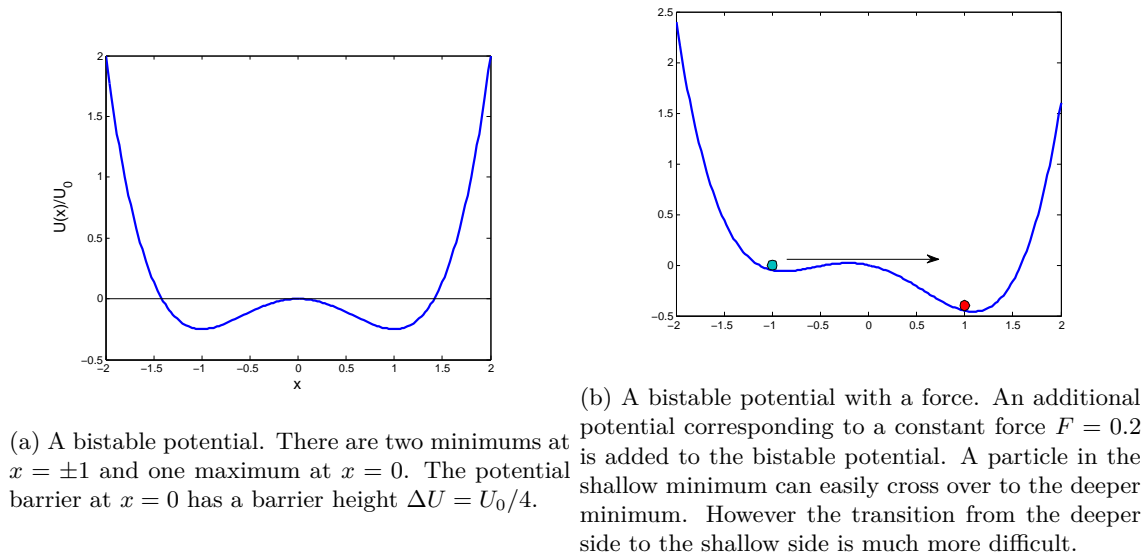 2
1.5
1
0.5
0
−0.5
−2
−1.5
−1
−0.5
0
0.5
1
1.5
2
x
U(x)/U0
(a) A bistable potential. There are two minimums at
x = ±1 and one maximum at x = 0. The potential
barrier at x = 0 has a barrier height ΔU = U0/4.
2.5
2
1.5
1
0.5
0
−0.5
−2
−1.5
−1
−0.5
0
0.5
1
1.5
2
(b) A bistable potential with a force. An additional
potential corresponding to a constant force F = 0.2
is added to the bistable potential. A particle in the
shallow minimum can easily cross over to the deeper
minimum. However the transition from the deeper
side to the shallow side is much more difficult.